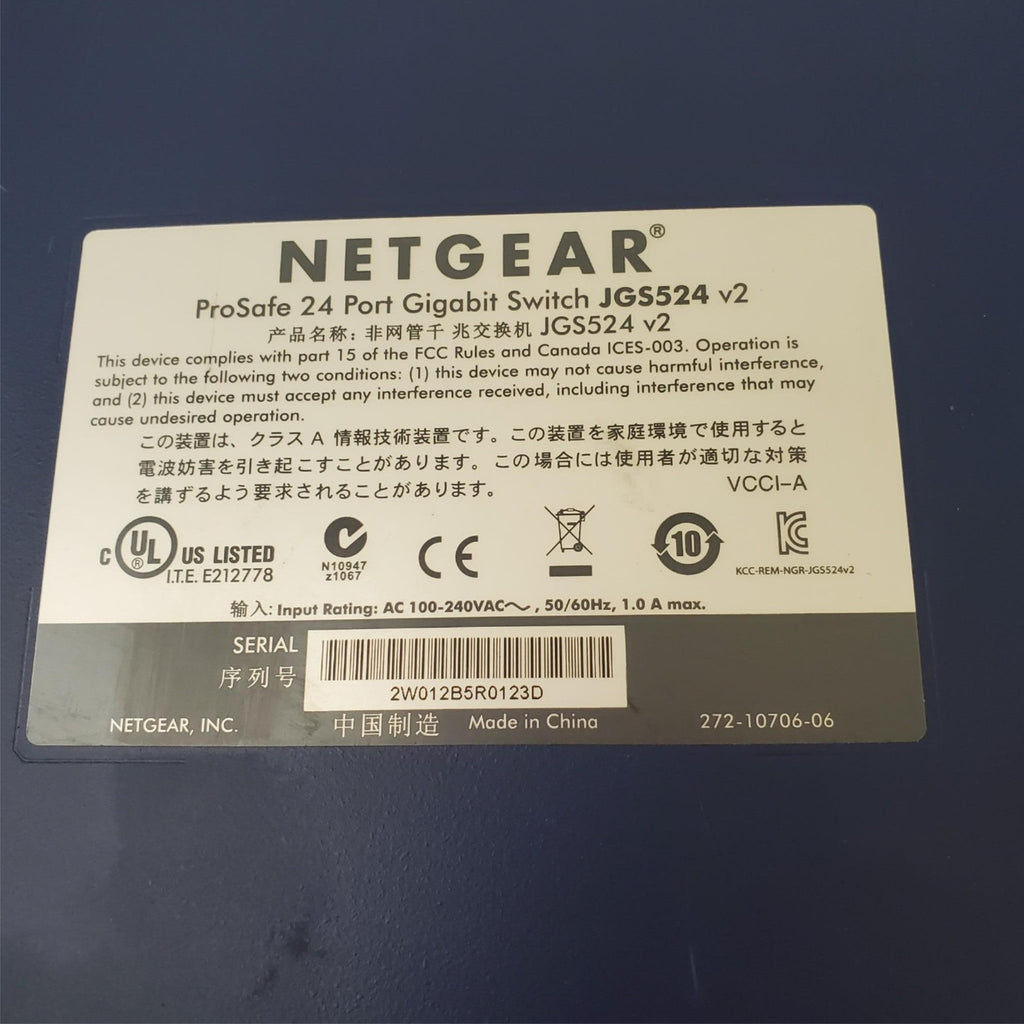 NETGEAR®
ProSafe 24 Port Gigabit Switch JGS524 v2
产品名称: 非网管千 兆交换机 JGS524 v2
This device complies with part 15 of the FCC Rules and Canada ICES-003. Operation is
subject to the following two conditions: (1) this device may not cause harmful interference,
and (2) this device must accept any interference received, including interference that may
cause undesired operation.
この装置は、クラス A 情報技術装置です。この装置を家庭環境で使用すると
電波妨害を引き起こすことがあります。この場合には使用者が適切な対策
を講ずるよう要求されることがあります。 VCCI-A
c UL ® US LISTED
I.T.E. E212778
N10947
z1067
CE
10
KCC-REM-NGR-JGS524v2
输入: Input Rating: AC 100-240VAC～ , 50/60Hz, 1.0 A max.
SERIAL
序列号
2W012B5R0123D
NETGEAR, INC. 中国制造 Made in China 272-10706-06